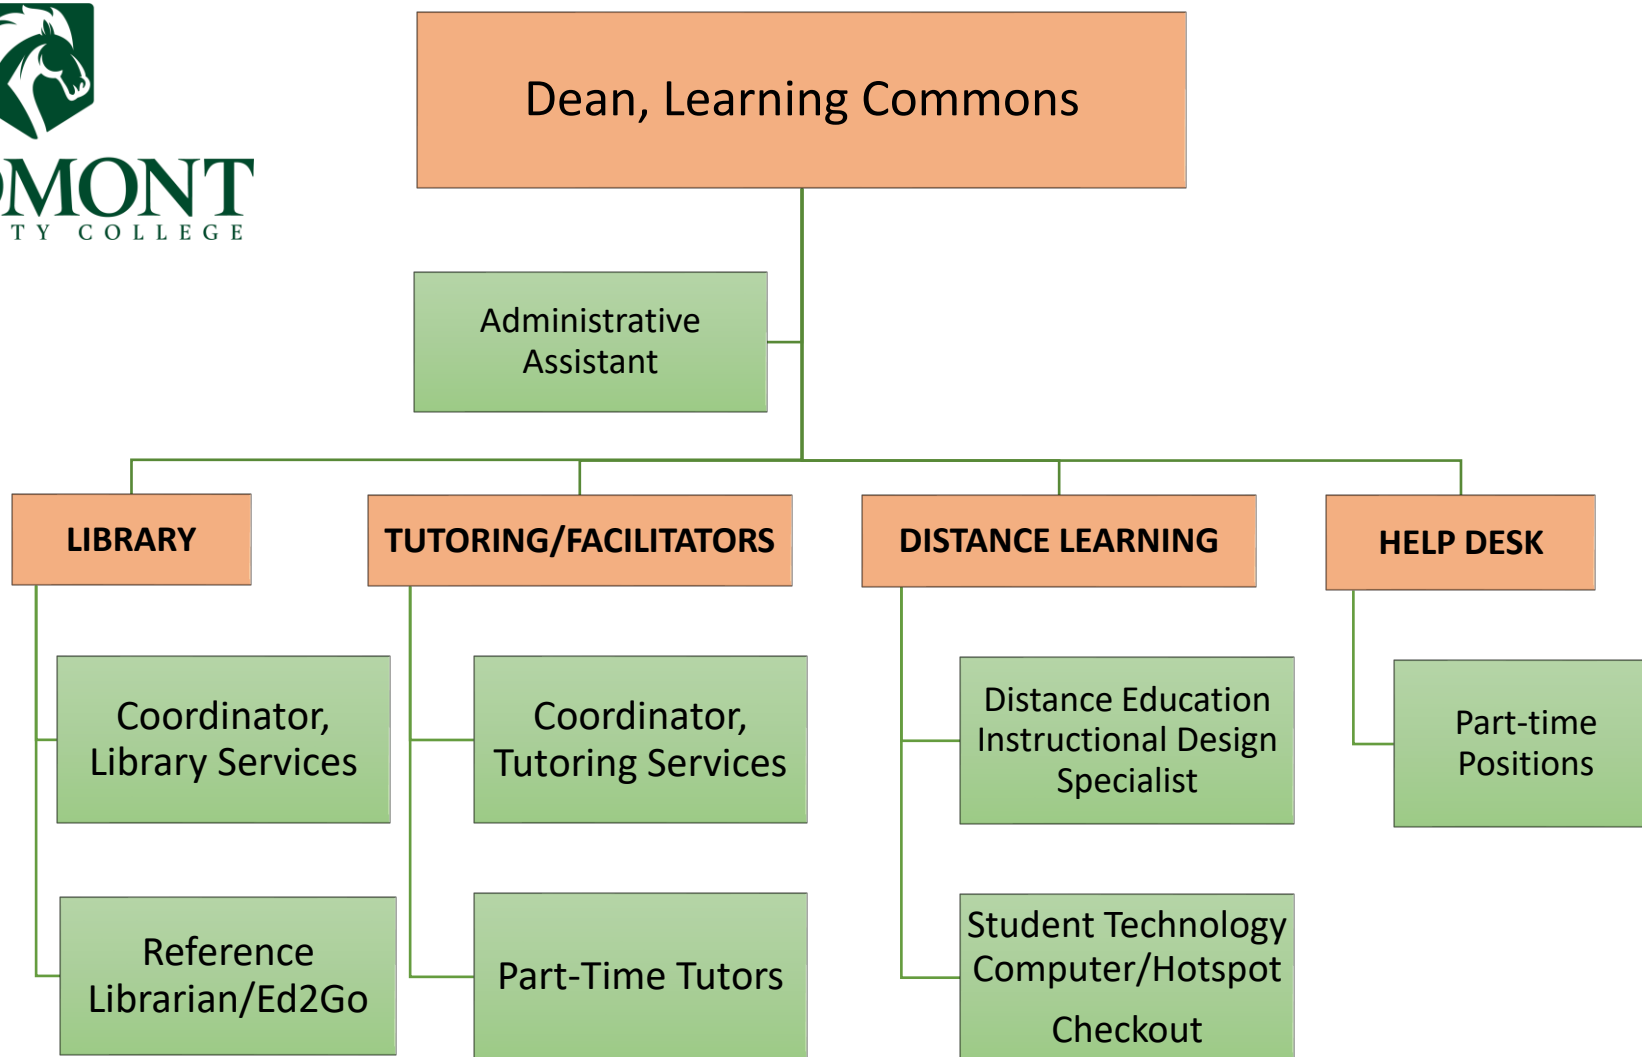 Dean, Learning Commons
MONT
TY COLLEGE
Administrative
Assistant
LIBRARY
TUTORING/FACILITATORS
DISTANCE LEARNING
HELP DESK
Coordinator,
Library Services
Coordinator,
Tutoring Services
Distance Education
Instructional Design
Specialist
Part-time
Positions
Reference
Librarian/Ed2Go
Part-Time Tutors
Student Technology
Computer/Hotspot
Checkout